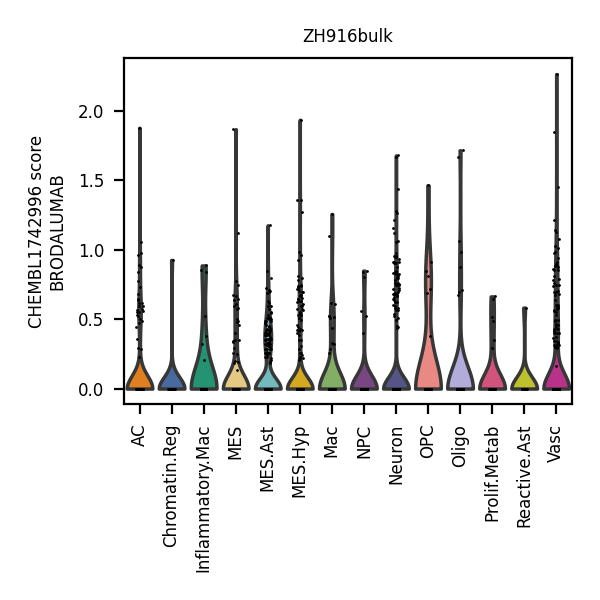 ZH916bulk
CHEMBL1742996 score
BRODALUMAB
2.0
1.5
1.0
0.5
0.0
AC
Chromatin.Reg
Inflammatory.Mac
MES
MES.Ast
MES.Hyp
Mac
NPC
Neuron
OPC
Oligo
Prolif.Metab
Reactive.Ast
Vasc